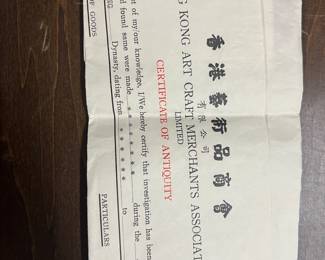 香港藝術品商會
有限公司
KONG ART CRAFT MERCHANTS ASSOCIAT
LIMITED
CERTIFICATE OF ANTIQUITY
of my/our knowledge, I/We hereby certify that investigation has been
found same were made ****** during the
Dynasty, dating from ****** to
PARTICULARS
GOODS